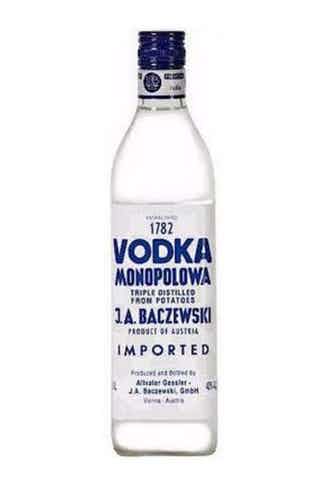 ESTABLISHED
1782
VODKA
MONOPOLOWA
TRIPLE DISTILLED
FROM POTATOES
J.A. BACZEWSKI
PRODUCT OF AUSTRIA
IMPORTED
Produced and Bottled by
Altvater Gessler -
J.A. Baczewski, GmbH
Vienna - Austria